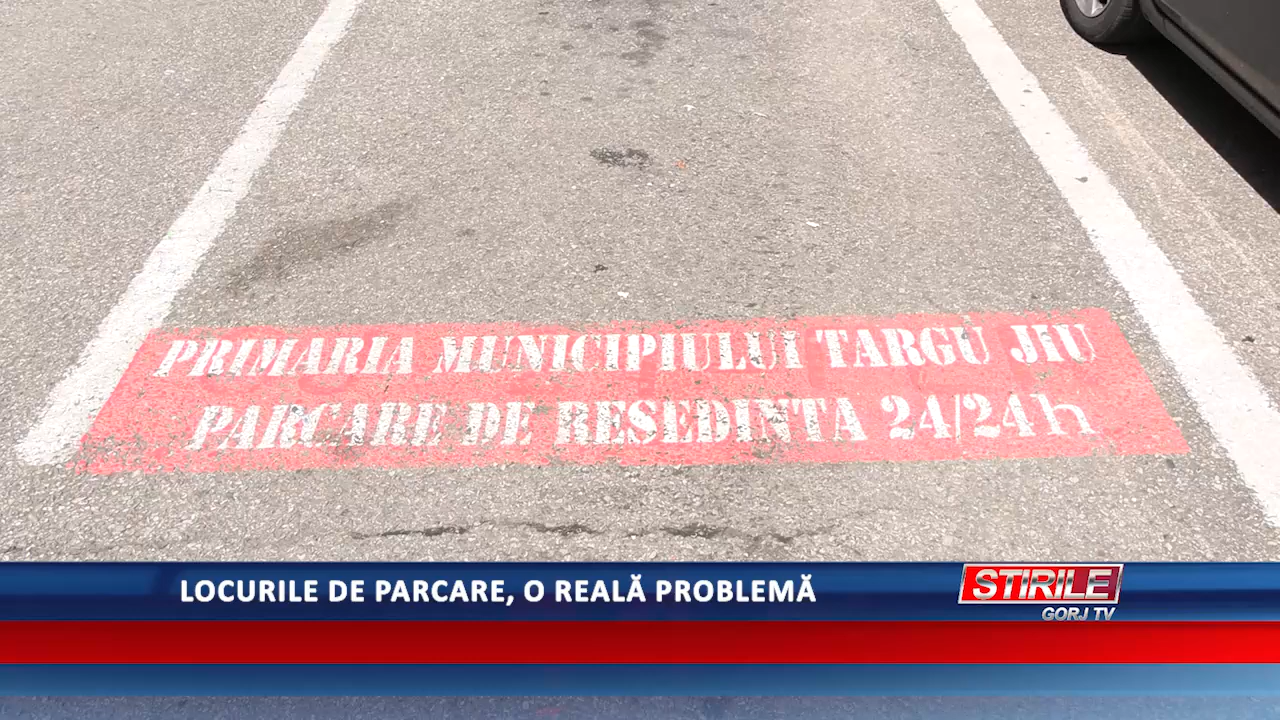 PRIMARIA MUNICIPIULUI TARGU JIU
PARCARE DE RESEDINTA 24/24h
LOCURILE DE PARCARE, O REALĂ PROBLEMĂ
STIRILE
GORJ TV